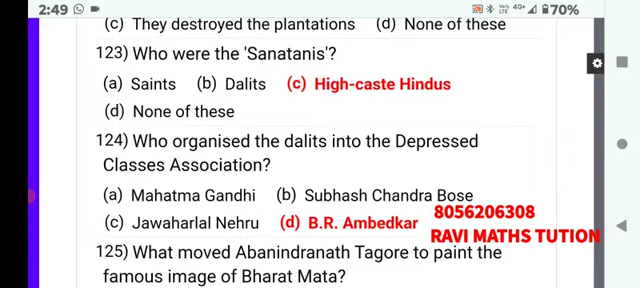 2:49 123 4G+ 70%
(c) They destroyed the plantations (d) None of these
123) Who were the 'Sanatanis'?
(a) Saints (b) Dalits (c) High-caste Hindus
(d) None of these
124) Who organised the dalits into the Depressed
Classes Association?
(a) Mahatma Gandhi (b) Subhash Chandra Bose
(c) Jawaharlal Nehru (d) B.R. Ambedkar
8056206308
RAVI MATHS TUTION
125) What moved Abanindranath Tagore to paint the
famous image of Bharat Mata?